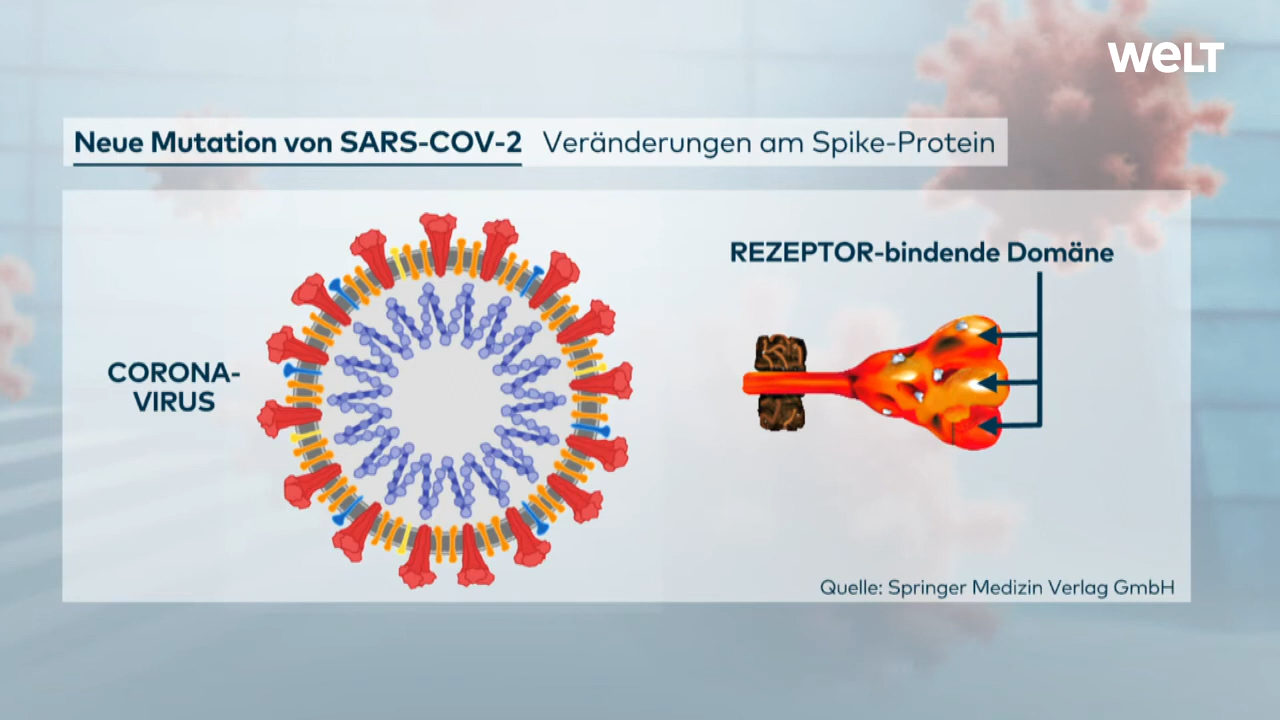 WELT
Neue Mutation von SARS-COV-2 Veränderungen am Spike-Protein
REZEPTOR-bindende Domäne
CORONA-
VIRUS
Quelle: Springer Medizin Verlag GmbH